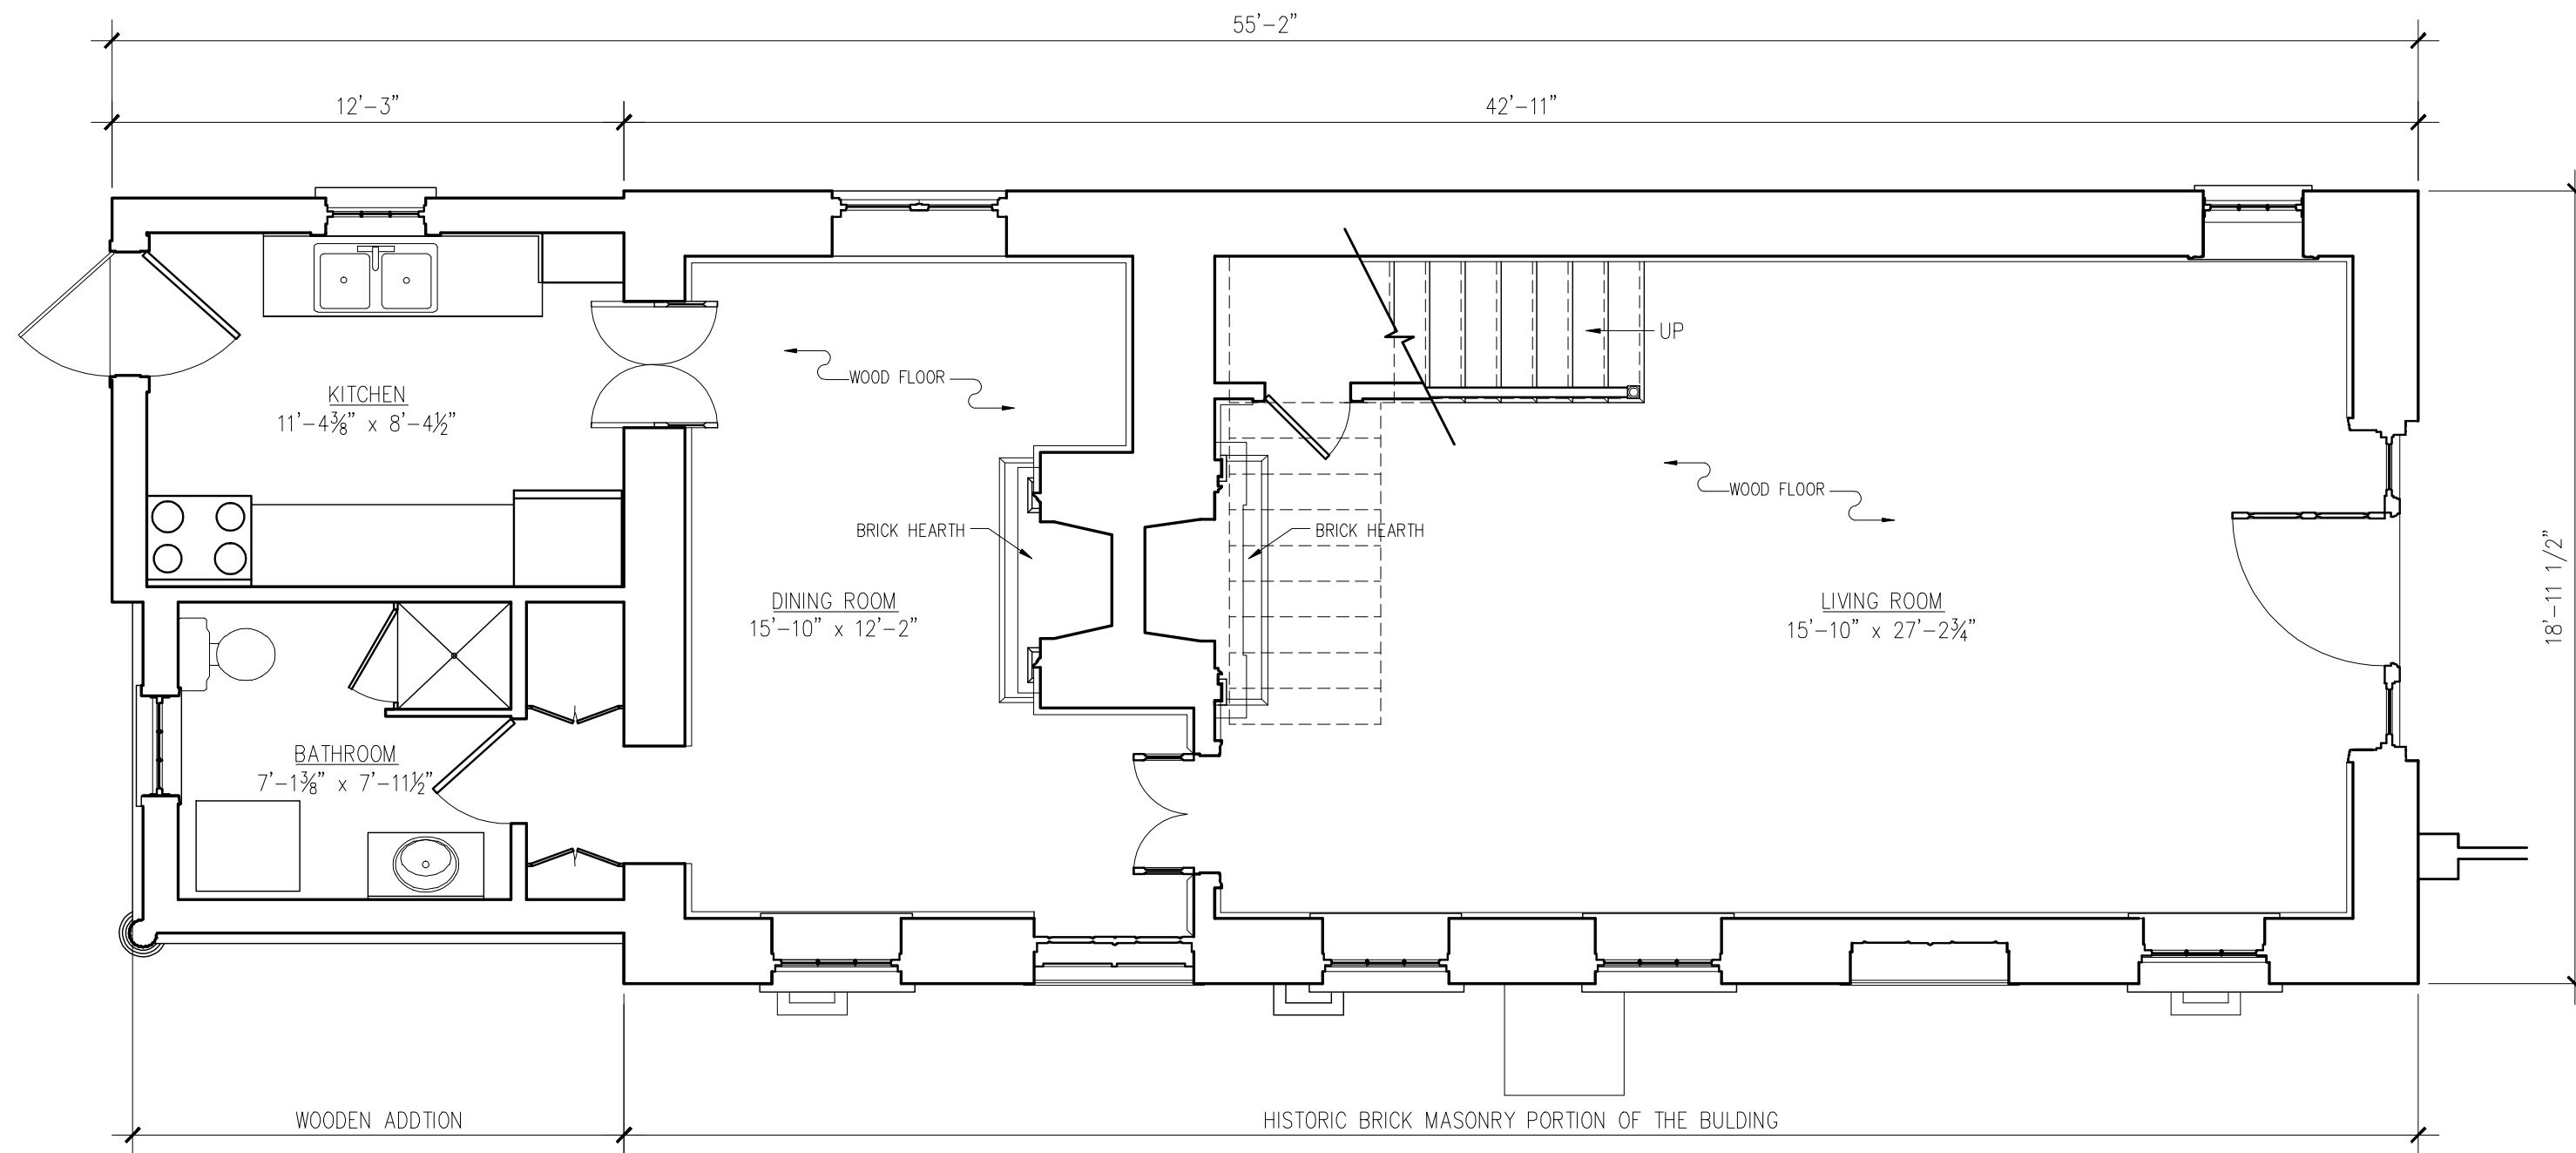 55'-2"
12'-3"
42'-11"
UP
WOOD FLOOR
KITCHEN
11'-4⅜" x 8'-4½"
WOOD FLOOR
BRICK HEARTH
BRICK HEARTH
18'-11 1/2"
DINING ROOM
15'-10" x 12'-2"
LIVING ROOM
15'-10" x 27'-2¾"
BATHROOM
7'-1⅜" x 7'-11½"
WOODEN ADDTION
HISTORIC BRICK MASONRY PORTION OF THE BULDING